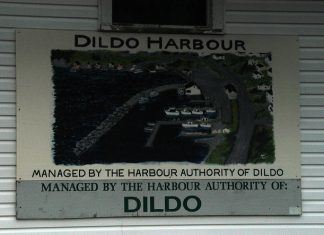 DILDO HARBOUR
MANAGED BY THE HARBOUR AUTHORITY OF DILDO
MANAGED BY THE HARBOUR AUTHORITY OF:
DILDO